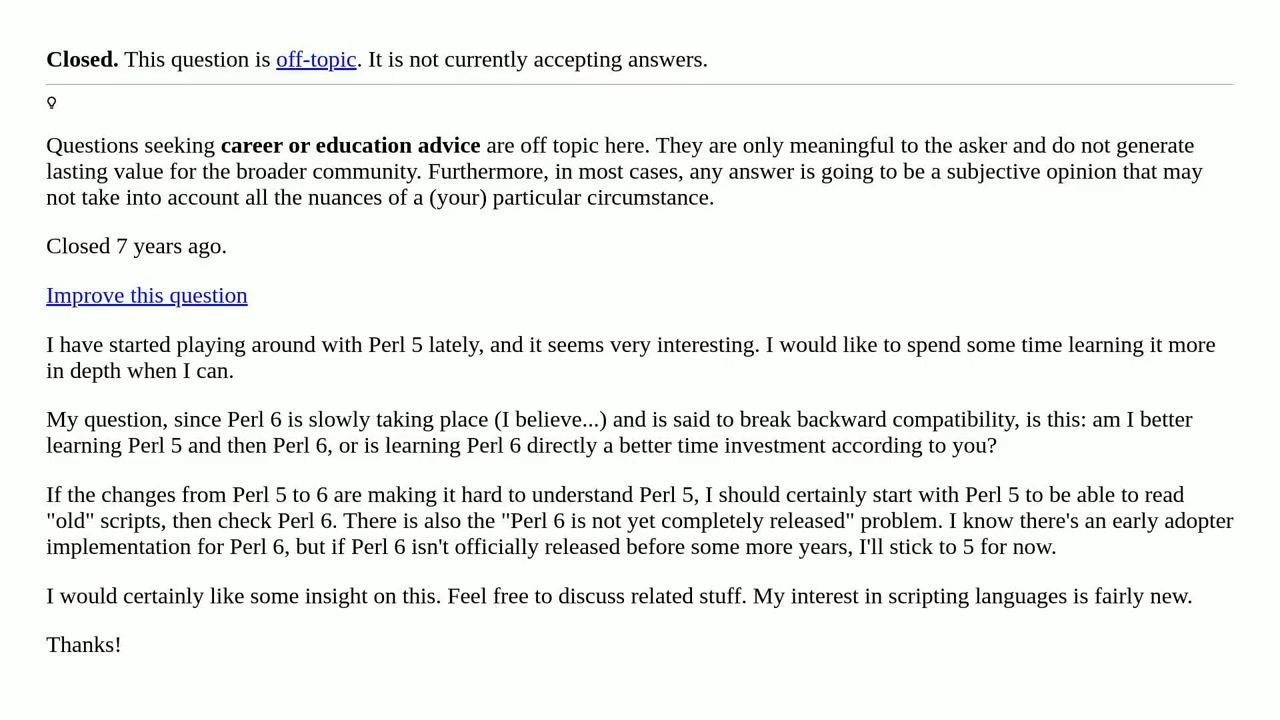 Closed. This question is off-topic. It is not currently accepting answers.
Questions seeking career or education advice are off topic here. They are only meaningful to the asker and do not generate
lasting value for the broader community. Furthermore, in most cases, any answer is going to be a subjective opinion that may
not take into account all the nuances of a (your) particular circumstance.
Closed 7 years ago.
Improve this question
I have started playing around with Perl 5 lately, and it seems very interesting. I would like to spend some time learning it more
in depth when I can.
My question, since Perl 6 is slowly taking place (I believe...) and is said to break backward compatibility, is this: am I better
learning Perl 5 and then Perl 6, or is learning Perl 6 directly a better time investment according to you?
If the changes from Perl 5 to 6 are making it hard to understand Perl 5, I should certainly start with Perl 5 to be able to read
"old" scripts, then check Perl 6. There is also the "Perl 6 is not yet completely released" problem. I know there's an early adopter
implementation for Perl 6, but if Perl 6 isn't officially released before some more years, I'll stick to 5 for now.
I would certainly like some insight on this. Feel free to discuss related stuff. My interest in scripting languages is fairly new.
Thanks!